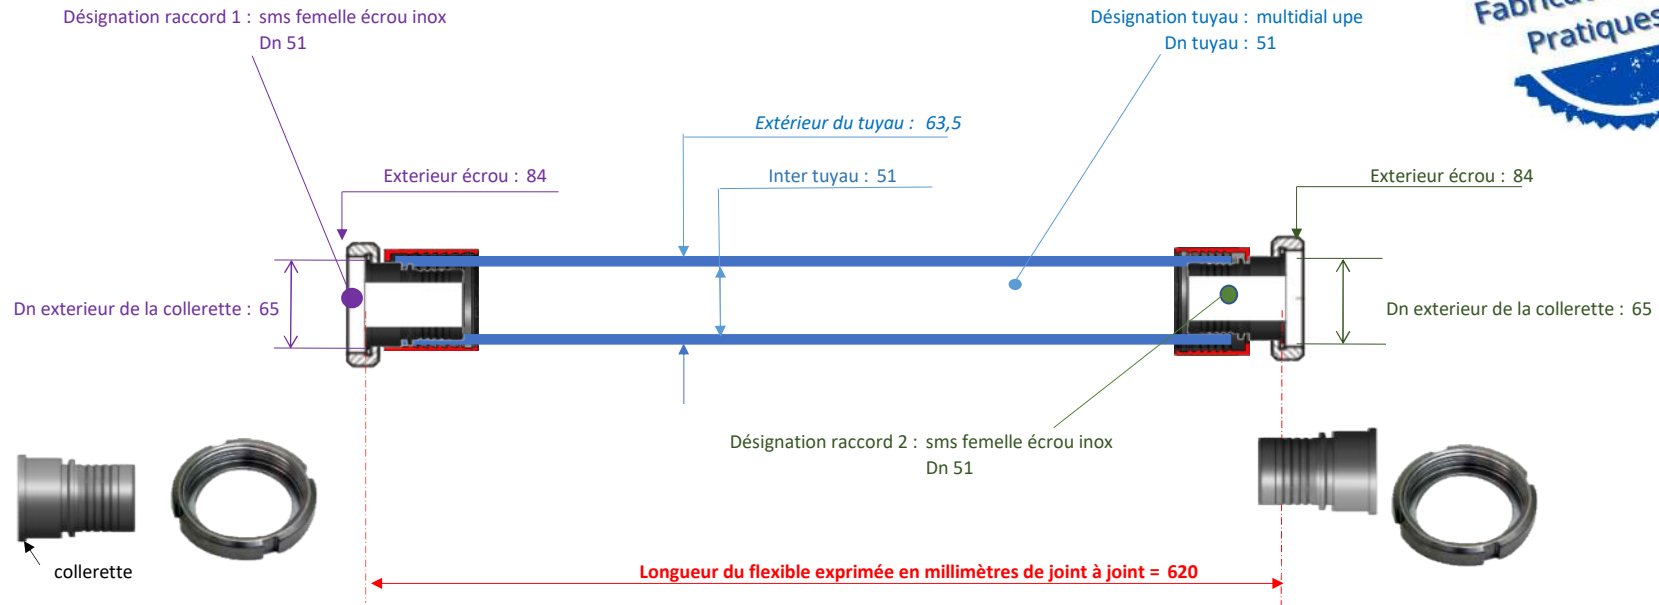 Désignation raccord 1 : sms femelle écrou inox
Dn 51
Désignation tuyau : multidial upe
Dn tuyau : 51
Pratiques
Extérieur du tuyau : 63,5
Exterieur écrou : 84
Inter tuyau : 51
Exterieur écrou : 84
Dn exterieur de la collerette : 65
Dn exterieur de la collerette : 65
Désignation raccord 2 : sms femelle écrou inox
Dn 51
collerette
Longueur du flexible exprimée en millimètres de joint à joint = 620